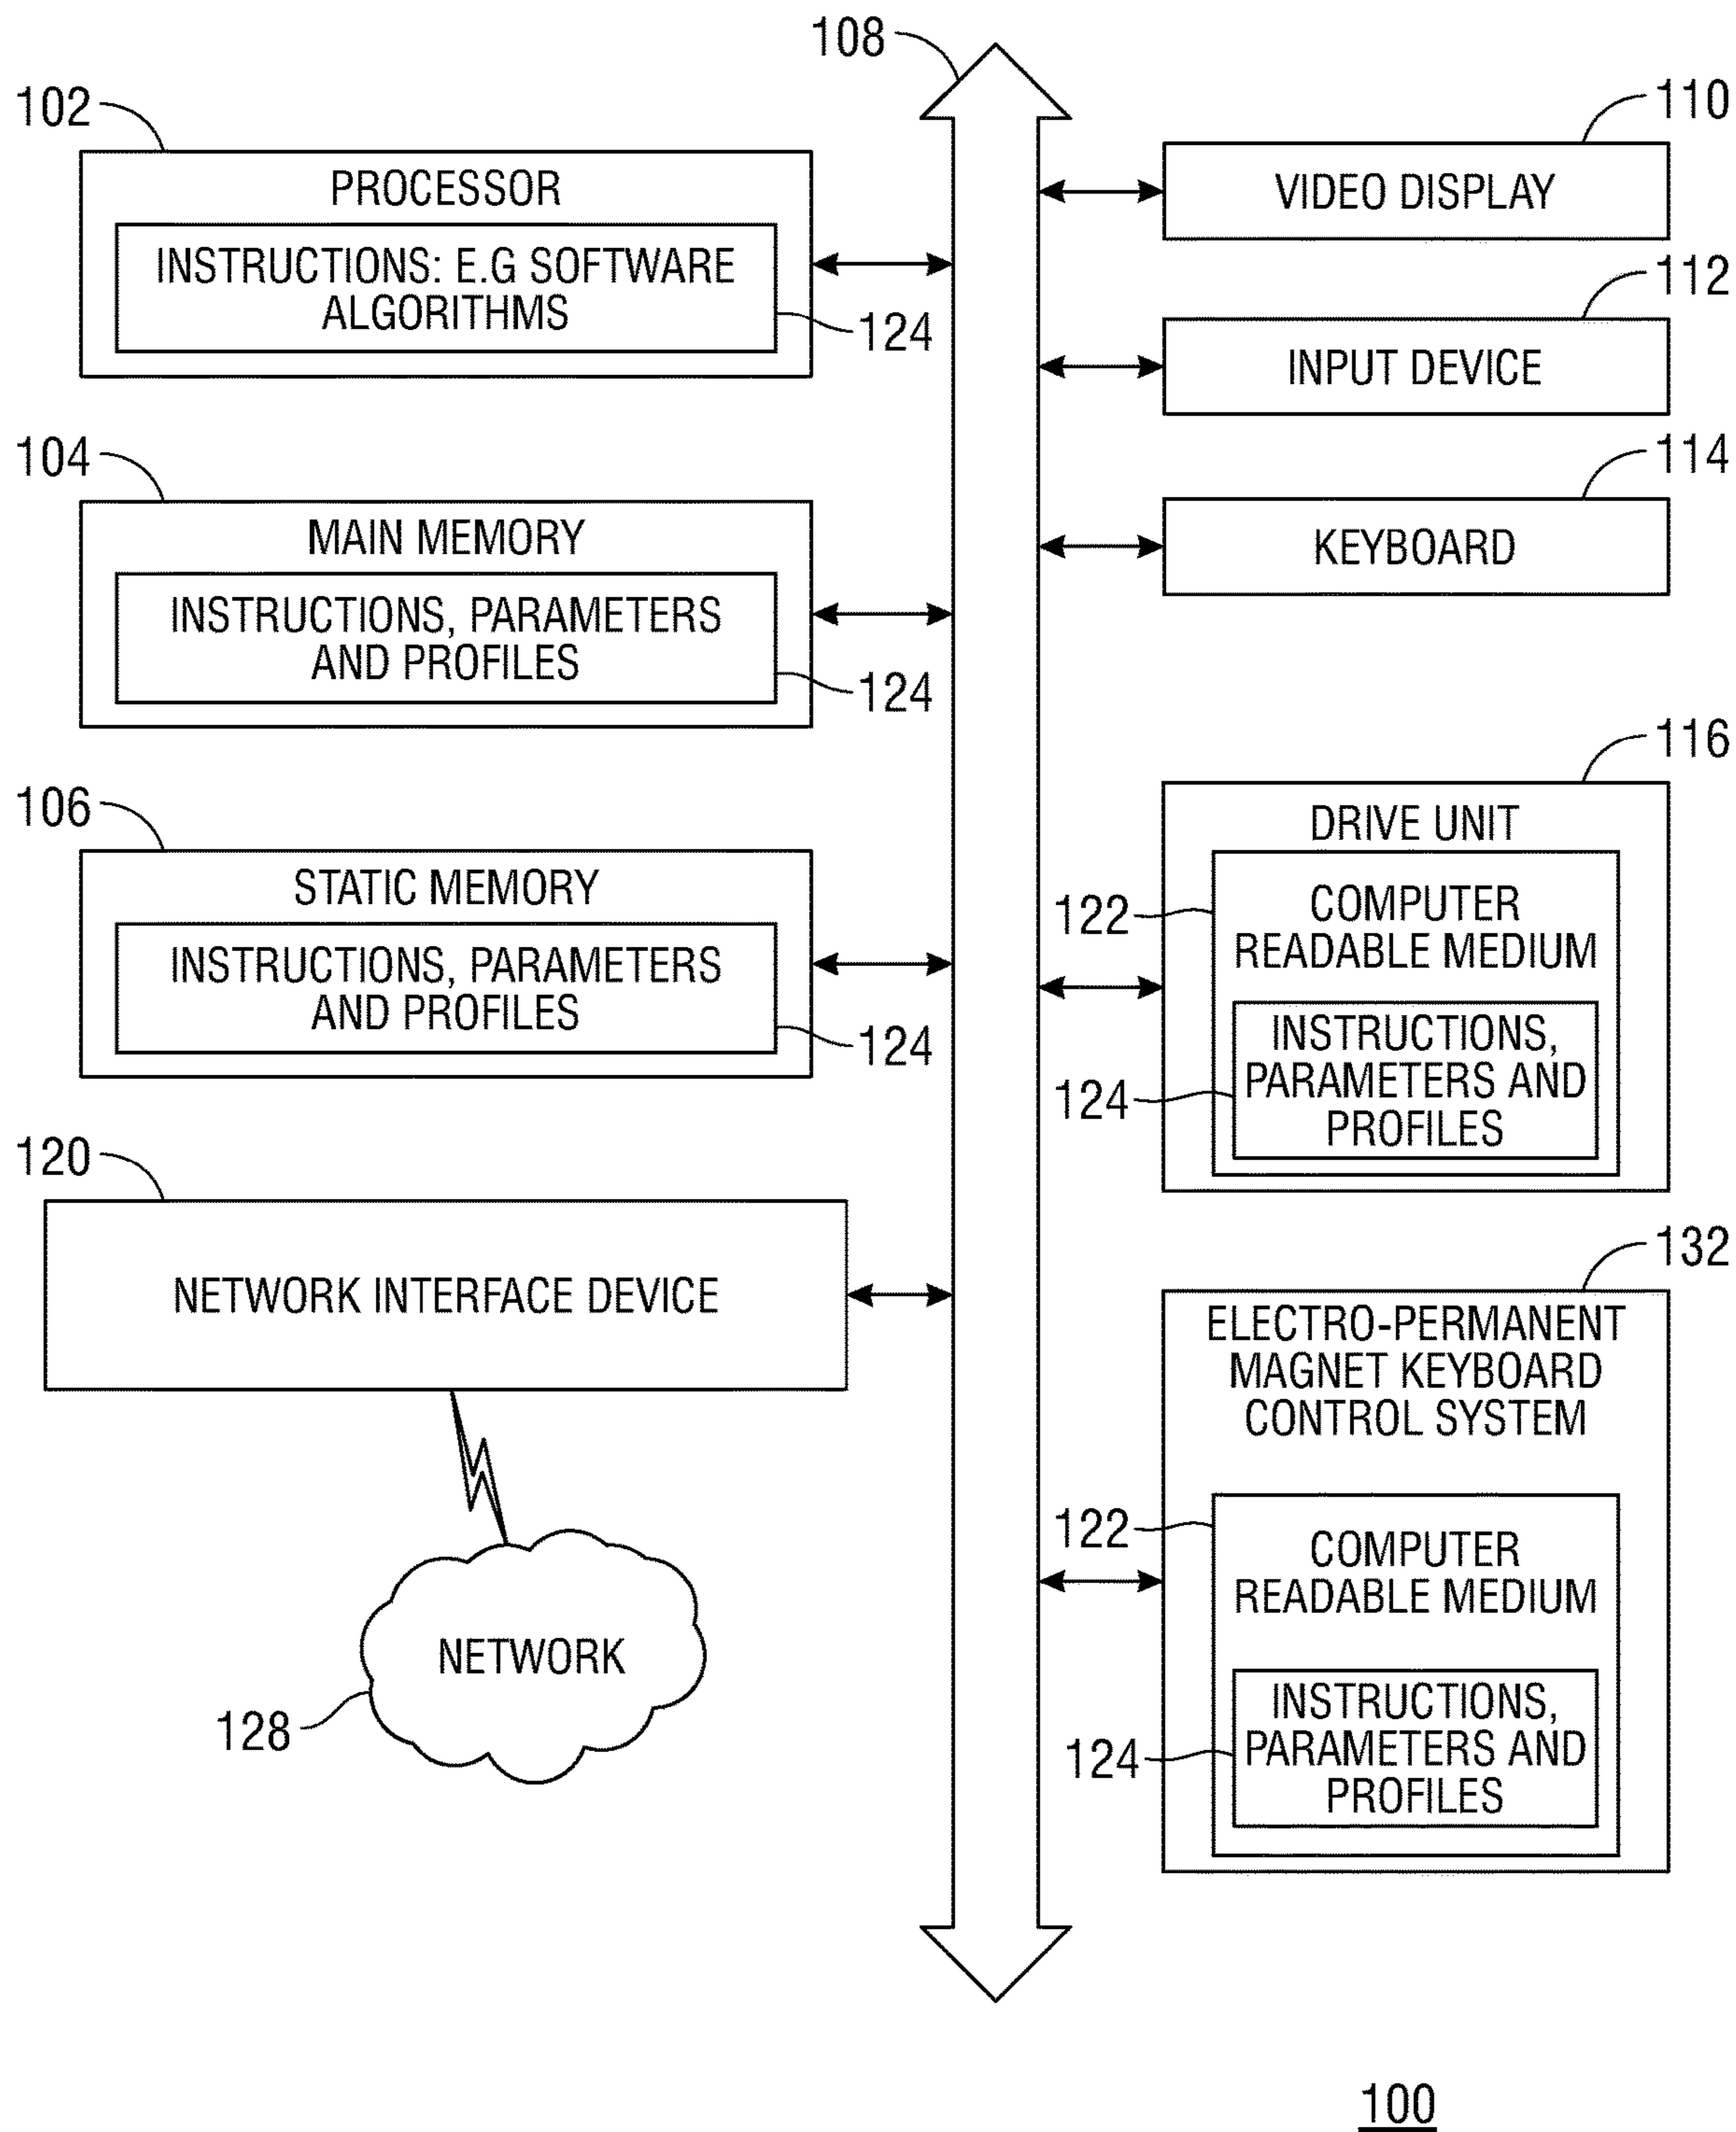 108
102
PROCESSOR
INSTRUCTIONS: E.G SOFTWARE
ALGORITHMS
124
104
MAIN MEMORY
INSTRUCTIONS, PARAMETERS
AND PROFILES
124
106
STATIC MEMORY
INSTRUCTIONS, PARAMETERS
AND PROFILES
124
120
NETWORK INTERFACE DEVICE
NETWORK
128
110
VIDEO DISPLAY
112
INPUT DEVICE
114
KEYBOARD
116
DRIVE UNIT
122
COMPUTER
READABLE MEDIUM
INSTRUCTIONS,
PARAMETERS AND
PROFILES
124
132
ELECTRO-PERMANENT
MAGNET KEYBOARD
CONTROL SYSTEM
122
COMPUTER
READABLE MEDIUM
INSTRUCTIONS,
PARAMETERS AND
PROFILES
124
100